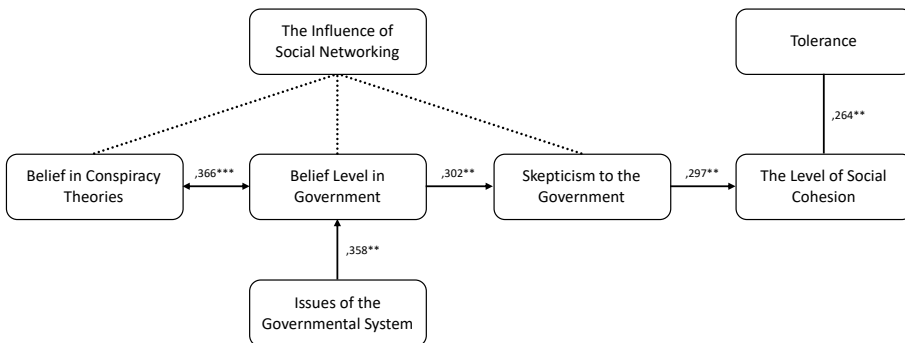 The Influence of
Social Networking
Tolerance
,264**
Belief in Conspiracy
Theories
,366***
Belief Level in
Government
,302**
Skepticism to the
Government
,297**
The Level of Social
Cohesion
,358**
Issues of the
Governmental System